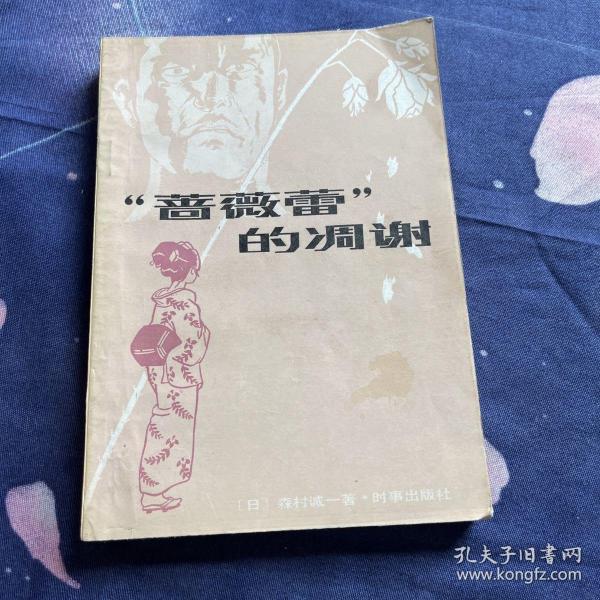 “蔷薇蕾”
的凋谢
[日] 森村诚一著·时事出版社
孔夫子旧书网
www.kongfz.com